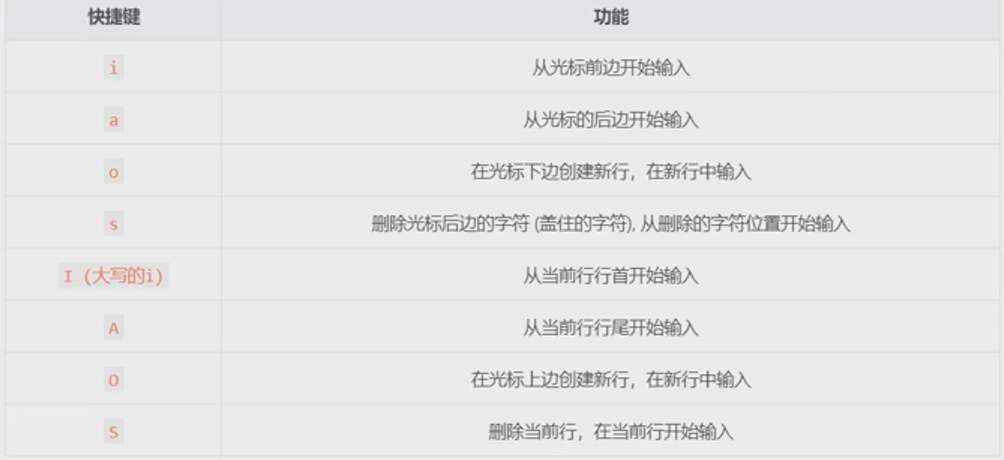 快捷键 功能
i 从光标前边开始输入
a 从光标的后边开始输入
o 在光标下边创建新行，在新行中输入
s 删除光标后边的字符 (盖住的字符), 从删除的字符位置开始输入
I (大写的i) 从当前行行首开始输入
A 从当前行行尾开始输入
O 在光标上边创建新行，在新行中输入
S 删除当前行，在当前行开始输入